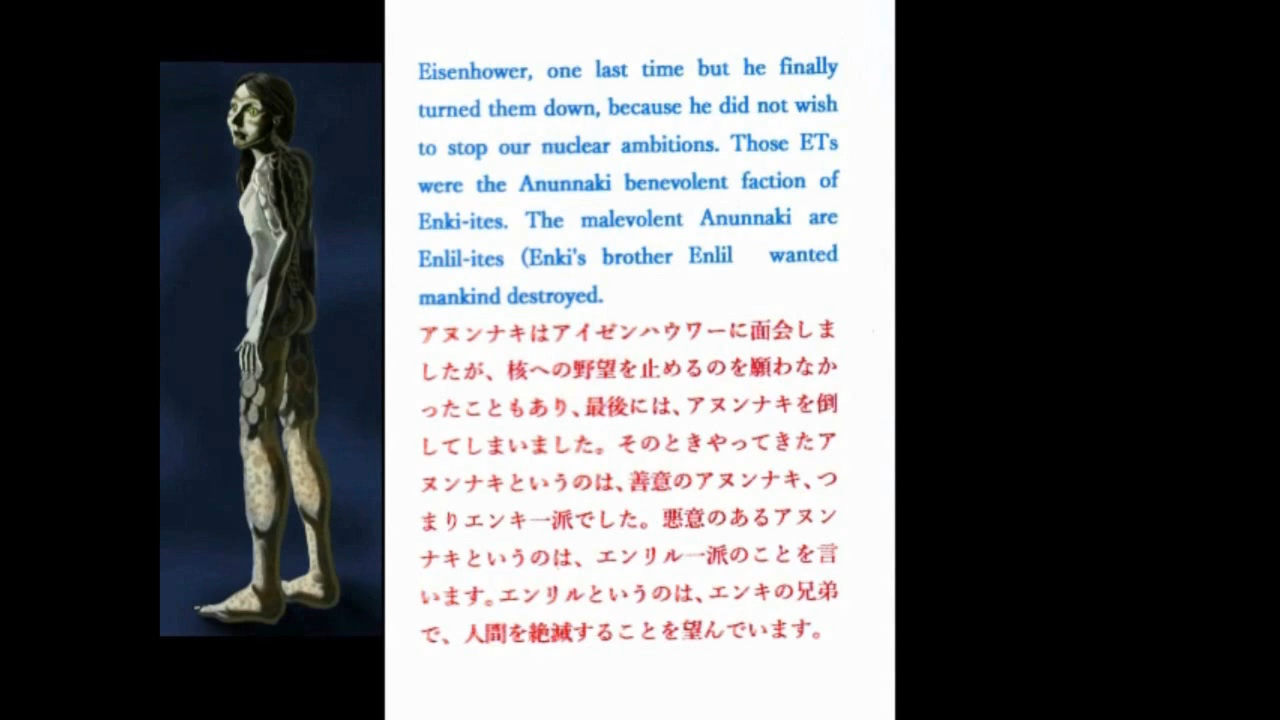 Eisenhower, one last time but he finally
turned them down, because he did not wish
to stop our nuclear ambitions. Those ETs
were the Anunnaki benevolent faction of
Enki-ites. The malevolent Anunnaki are
Enlil-ites (Enki's brother Enlil wanted
mankind destroyed.
アヌンナキはアイゼンハウワーに面会しま
したが、核への野望を止めるのを願わなか
ったこともあり、最後には、アヌンナキを倒
してしまいました。そのときやってきたア
ヌンナキというのは、善意のアヌンナキ、つ
まりエンキ一派でした。悪意のあるアヌン
ナキというのは、エンリル一派のことを言
います。エンリルというのは、エンキの兄弟
で、人間を絶滅することを望んでいます。